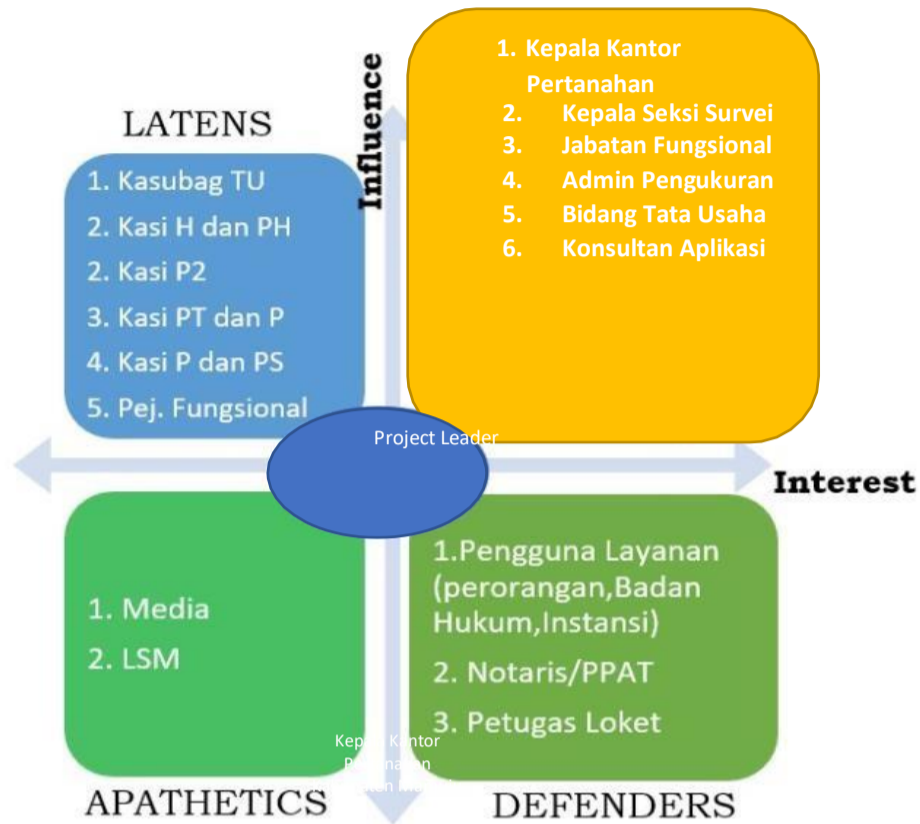 Influence
LATENS
1. Kasubag TU
2. Kasi H dan PH
2. Kasi P2
3. Kasi PT dan P
4. Kasi P dan PS
5. Pej. Fungsional
1. Kepala Kantor
Pertanahan
2. Kepala Seksi Survei
3. Jabatan Fungsional
4. Admin Pengukuran
5. Bidang Tata Usaha
6. Konsultan Aplikasi
Project Leader
Interest
1. Media
2. LSM
1.Pengguna Layanan
(perorangan,Badan
Hukum,Instansi)
2. Notaris/PPAT
3. Petugas Loket
Kantor
APATHETICS
DEFENDERS